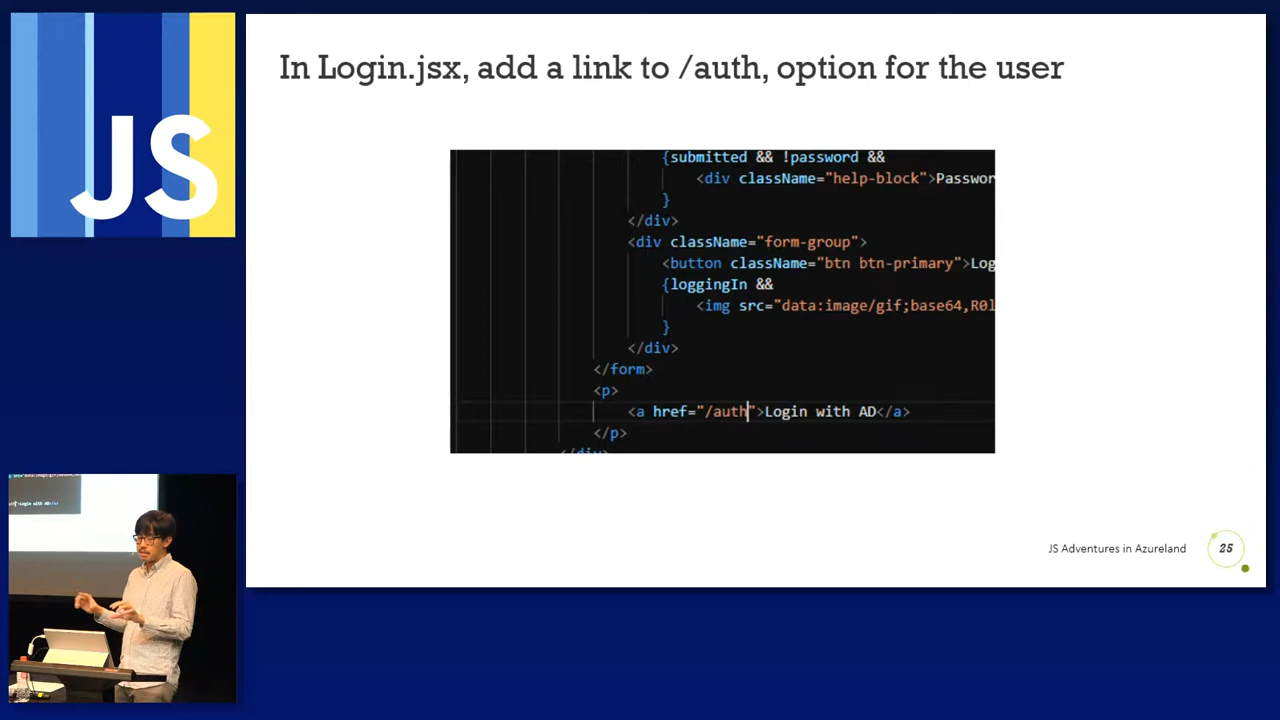 JS
In Login.jsx, add a link to /auth, option for the user
{submitted && !password &&
<div className="help-block">Passwor
}
</div>
<div className="form-group">
<button className="btn btn-primary">Log
{loggingIn &&
<img src="data:image/gif;base64,R0l
}
</div>
</form>
<p>
<a href="/auth">Login with AD</a>
</p>
</div>
JS Adventures in Azureland
25